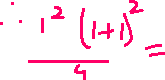 ∵ 1² (1+1)² / 4 =